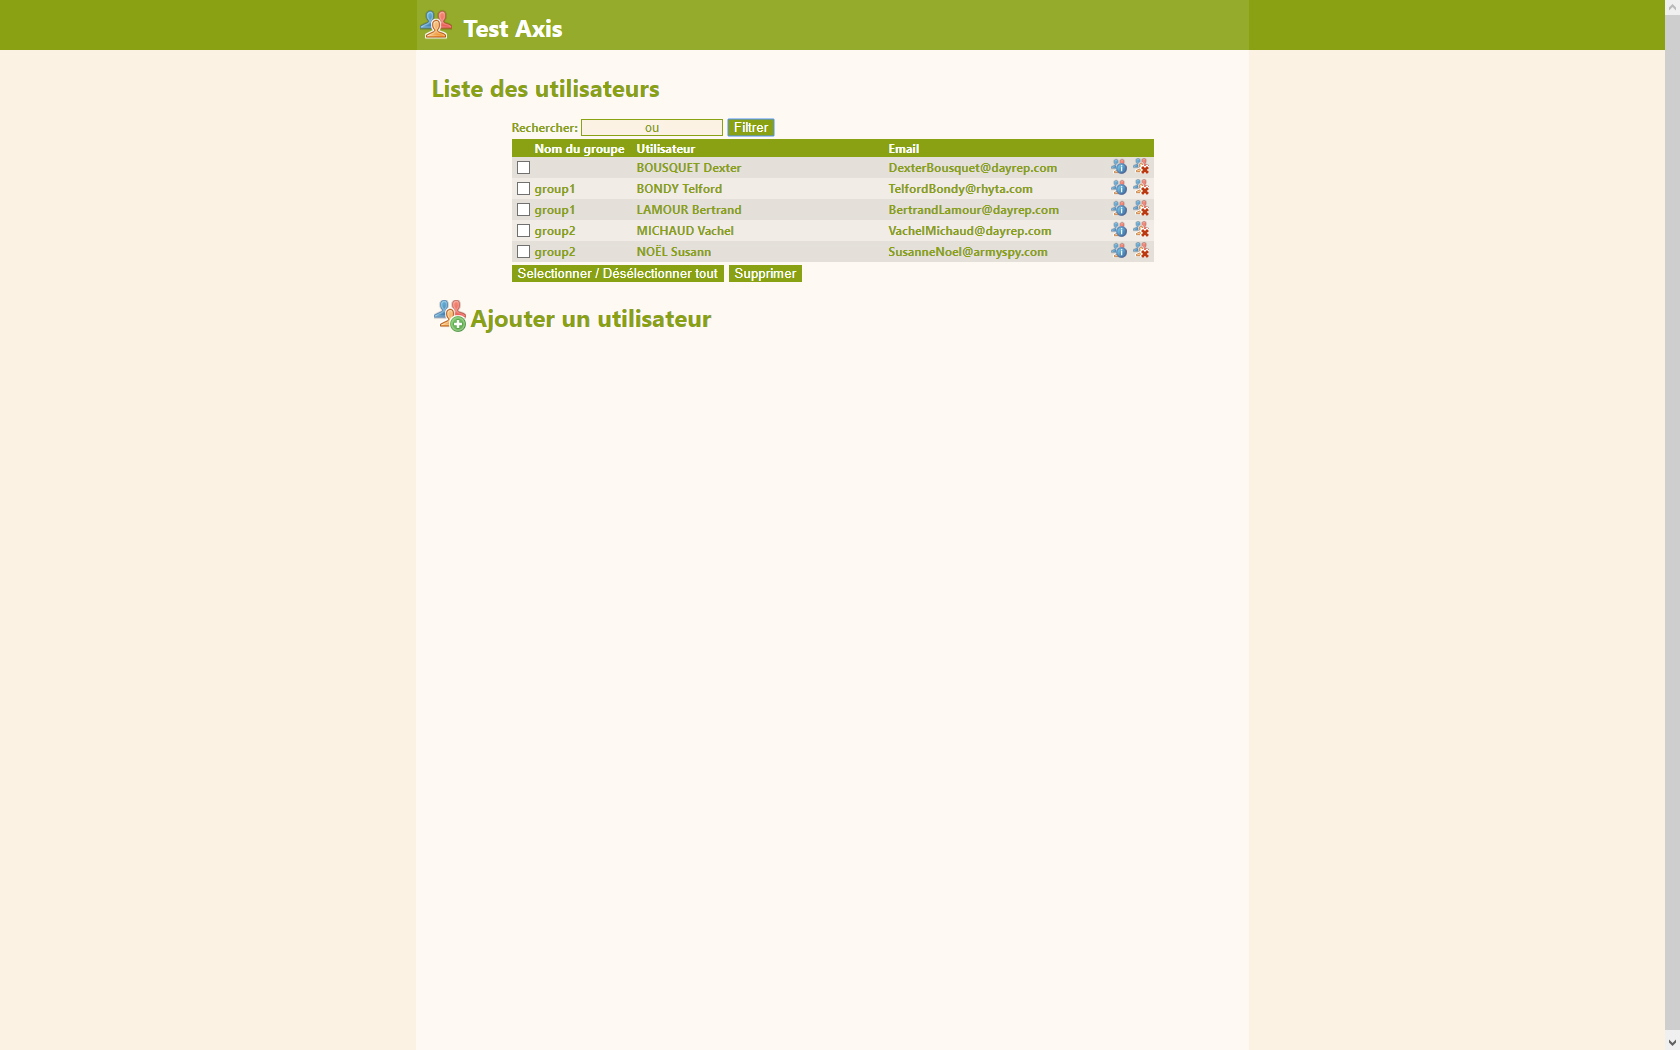 Test Axis
Liste des utilisateurs
Rechercher: ou Filtrer
Nom du groupe Utilisateur Email
BOUSQUET Dexter DexterBousquet@dayrep.com
group1 BONDY Telford TelfordBondy@rhyta.com
group1 LAMOUR Bertrand BertrandLamour@dayrep.com
group2 MICHAUD Vachel VachelMichaud@dayrep.com
group2 NOËL Susann SusanneNoel@armyspy.com
Selectionner / Désélectionner tout Supprimer
Ajouter un utilisateur